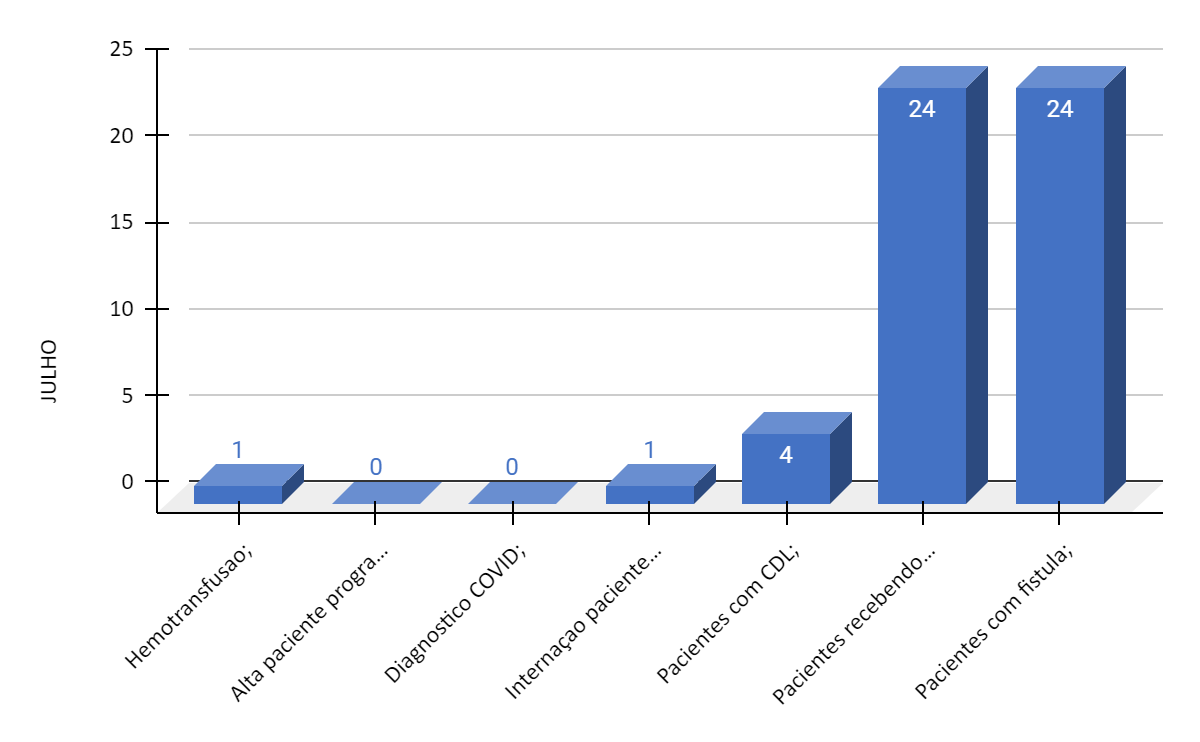 JULHO
25
20
15
10
5
0
1
0
0
1
4
24
24
Hemotransfusao;
Alta paciente progra...
Diagnostico COVID;
Internaçao paciente...
Pacientes com CDL;
Pacientes recebendo...
Pacientes com fistula;